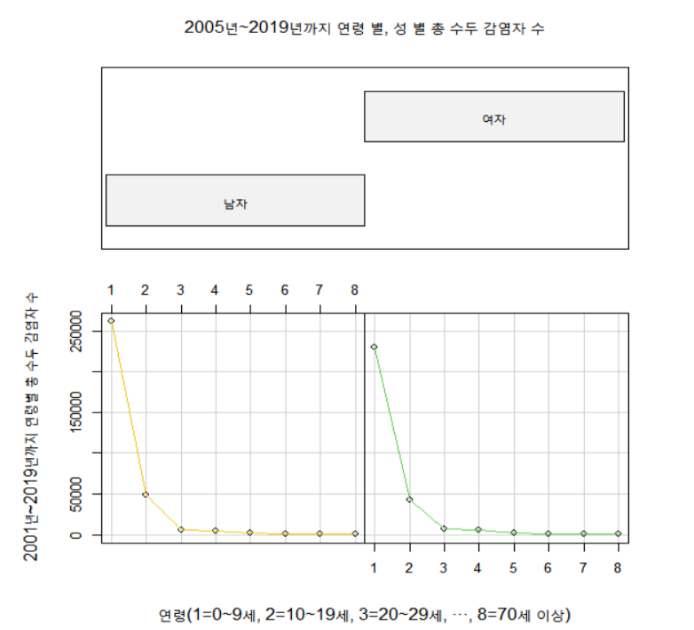 2005년~2019년까지 연령 별, 성 별 총 수두 감염자 수
여자
남자
1 2 3 4 5 6 7 8
2001년~2019년까지 연령별 총 수두 감염자 수
250000
150000
50000
0
1 2 3 4 5 6 7 8
연령(1=0~9세, 2=10~19세, 3=20~29세, ⋯, 8=70세 이상)